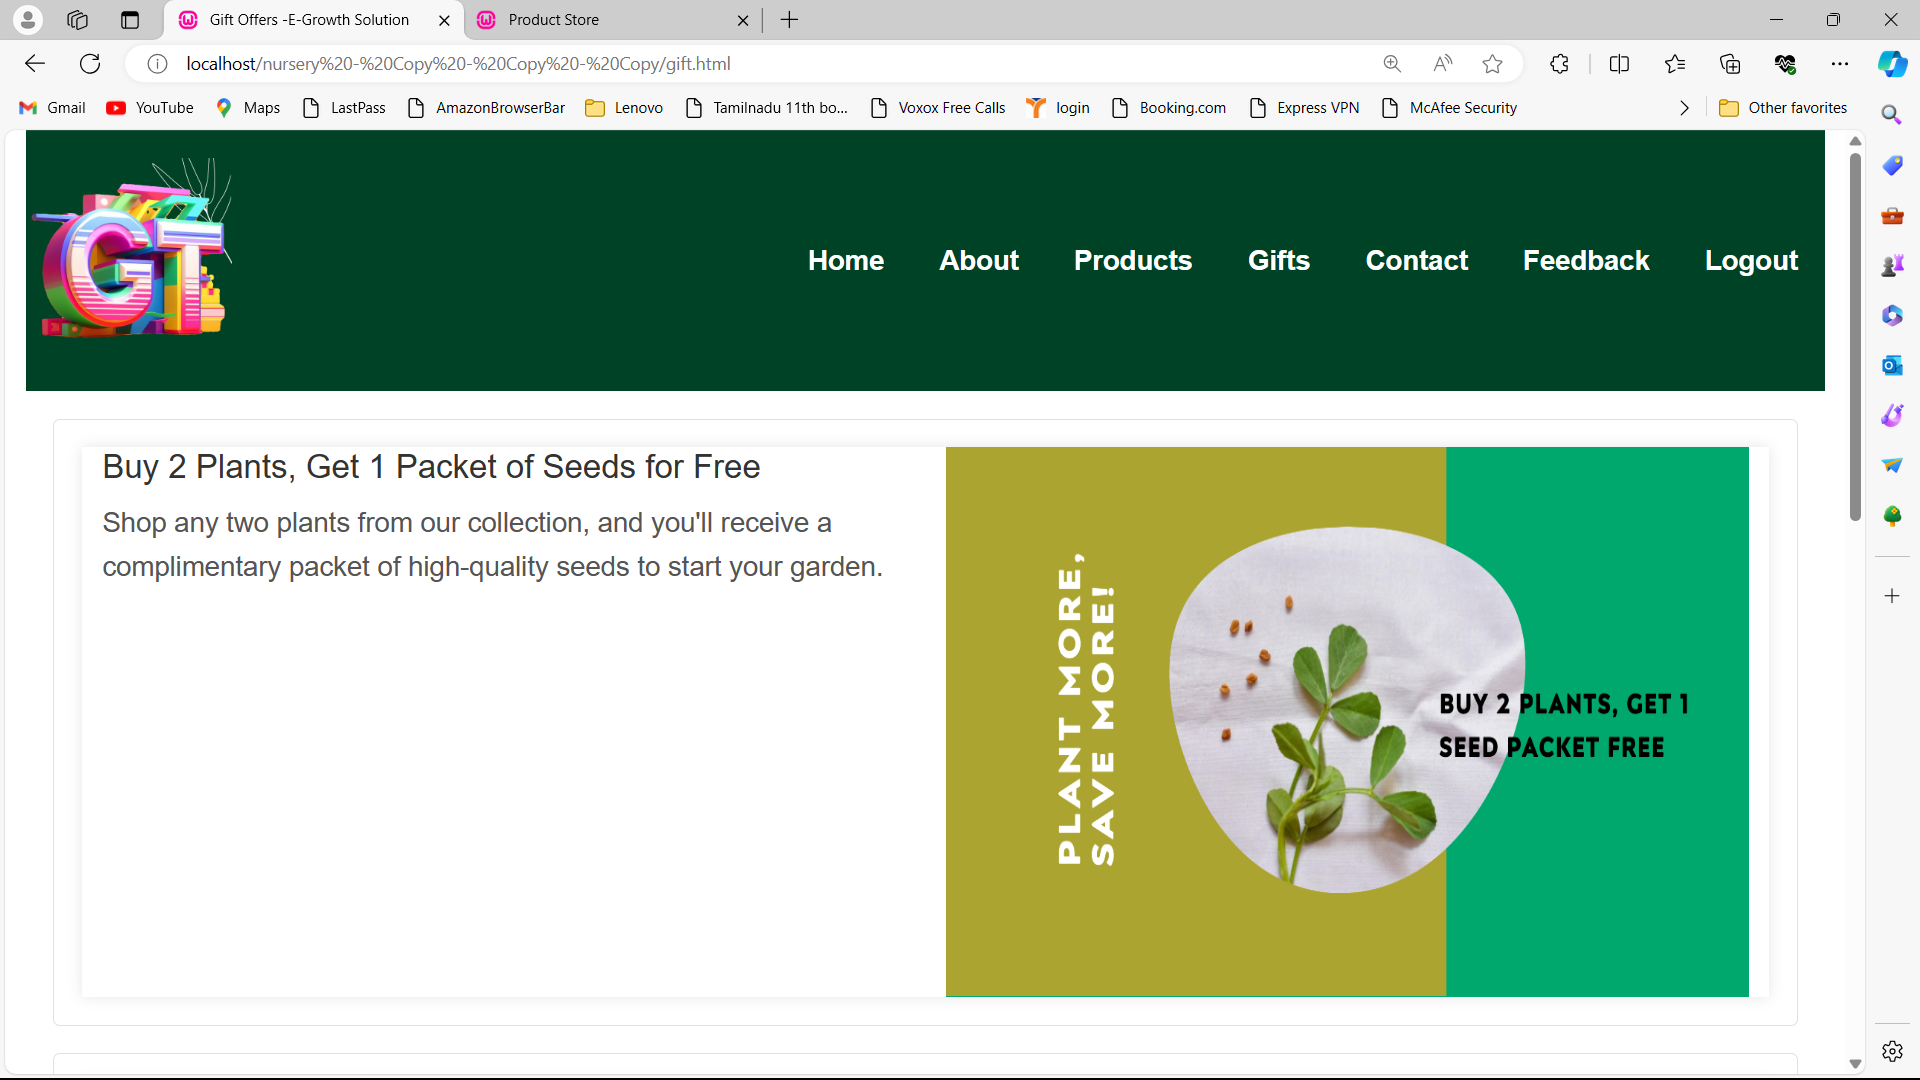 Gift Offers -E-Growth Solution
Product Store
localhost/nursery%20-%20Copy%20-%20Copy%20-%20Copy/gift.html
Gmail YouTube Maps LastPass AmazonBrowserBar Lenovo Tamilnadu 11th bo... Voxox Free Calls login Booking.com Express VPN McAfee Security Other favorites
GT
Home About Products Gifts Contact Feedback Logout
Buy 2 Plants, Get 1 Packet of Seeds for Free
Shop any two plants from our collection, and you'll receive a
complimentary packet of high-quality seeds to start your garden.
PLANT MORE,
SAVE MORE!
BUY 2 PLANTS, GET 1
SEED PACKET FREE